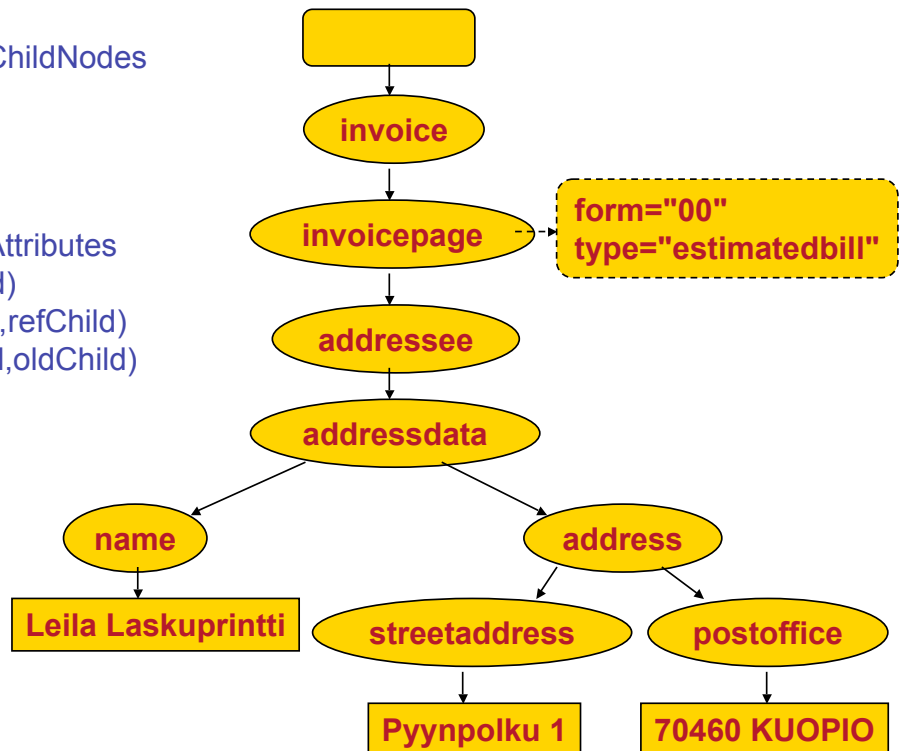 ChildNodes
invoice
form="00"
type="estimatedbill"
invoicepage
Attributes
,refChild)
addressee
,oldChild)
addressdata
name
address
Leila Laskuprintti
streetaddress
postoffice
Pyynpolku 1
70460 KUOPIO